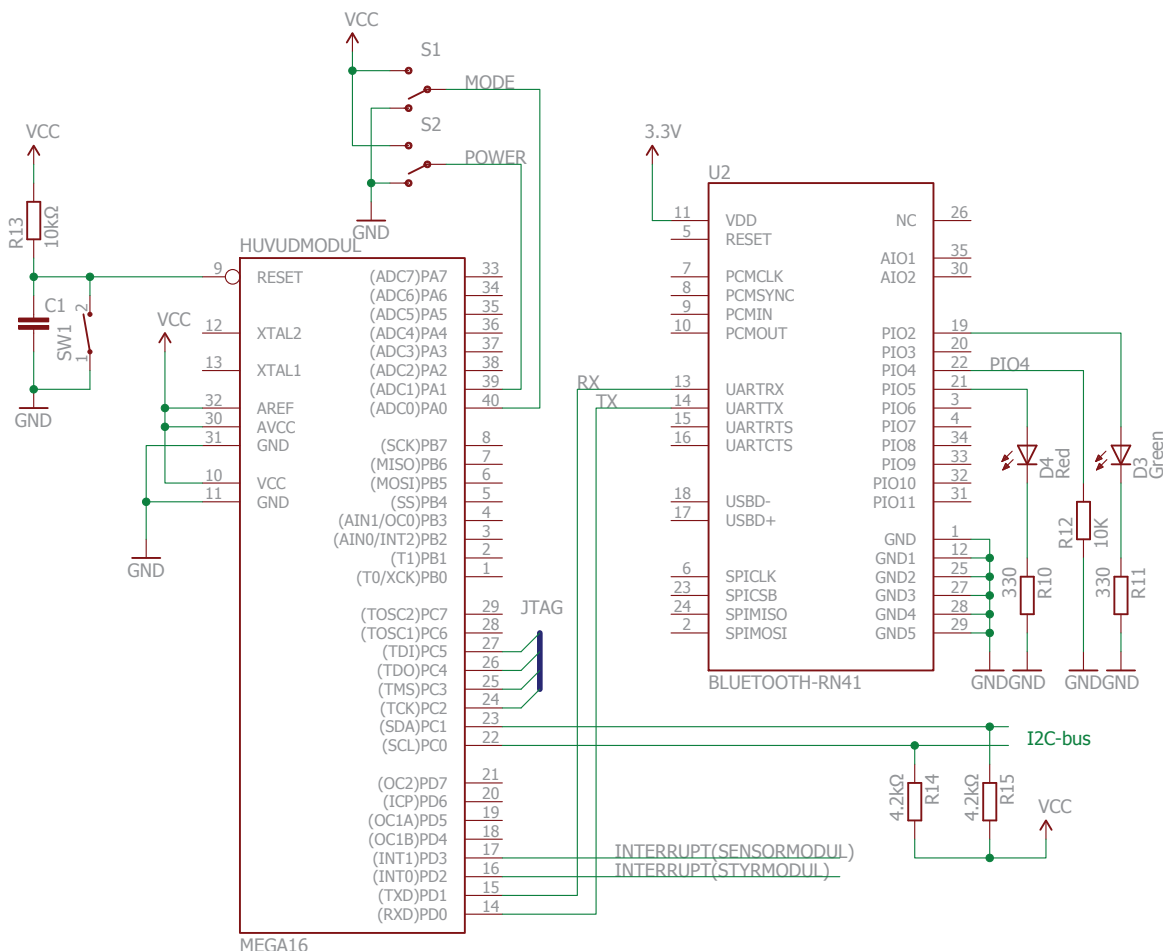 VCC
S1
MODE
S2
POWER
GND
VCC
R13
10kΩ
C1
SW1
2
1
GND
VCC
GND
HUVUDMODUL
9 RESET
12 XTAL2
13 XTAL1
32 AREF
30 AVCC
31 GND
10 VCC
11 GND
(ADC7)PA7 33
(ADC6)PA6 34
(ADC5)PA5 35
(ADC4)PA4 36
(ADC3)PA3 37
(ADC2)PA2 38
(ADC1)PA1 39
(ADC0)PA0 40
(SCK)PB7 8
(MISO)PB6 7
(MOSI)PB5 6
(SS)PB4 5
(AIN1/OC0)PB3 4
(AIN0/INT2)PB2 3
(T1)PB1 2
(T0/XCK)PB0 1
(TOSC2)PC7 29
(TOSC1)PC6 28
(TDI)PC5 27
(TDO)PC4 26
(TMS)PC3 25
(TCK)PC2 24
(SDA)PC1 23
(SCL)PC0 22
(OC2)PD7 21
(ICP)PD6 20
(OC1A)PD5 19
(OC1B)PD4 18
(INT1)PD3 17
(INT0)PD2 16
(TXD)PD1 15
(RXD)PD0 14
MEGA16
JTAG
RX
TX
INTERRUPT(SENSORMODUL)
INTERRUPT(STYRMODUL)
3.3V
U2
11 VDD
5 RESET
7 PCMCLK
8 PCMSYNC
9 PCMIN
10 PCMOUT
13 UARTRX
14 UARTTX
15 UARTRTS
16 UARTCTS
18 USBD-
17 USBD+
6 SPICLK
23 SPICSB
24 SPIMISO
2 SPIMOSI
NC 26
AIO1 35
AIO2 30
PIO2 19
PIO3 20
PIO4 22
PIO5 21
PIO6 3
PIO7 4
PIO8 34
PIO9 33
PIO10 32
PIO11 31
GND 1
GND1 12
GND2 25
GND3 27
GND4 28
GND5 29
BLUETOOTH-RN41
PIO4
D4
Red
D3
Green
R12
10K
330
R10
330
R11
GND
GND
GND
GND
I2C-bus
4.2kΩ
R14
4.2kΩ
R15
VCC